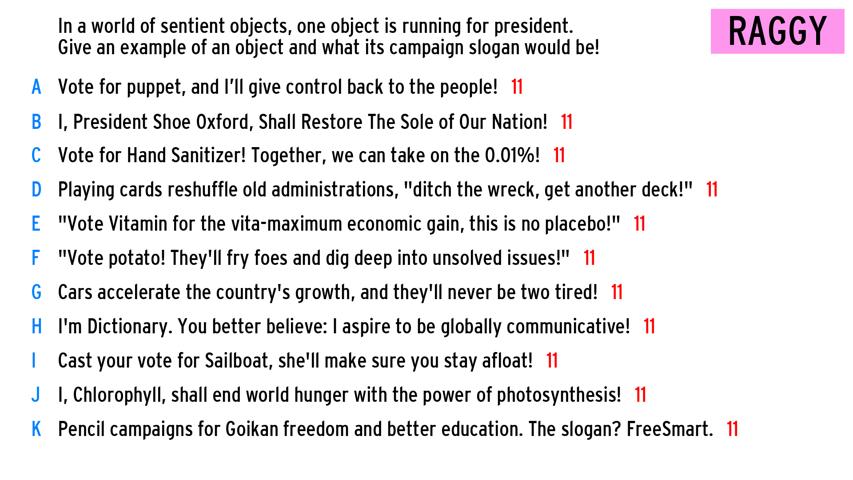 In a world of sentient objects, one object is running for president.
Give an example of an object and what its campaign slogan would be!
RAGGY
A Vote for puppet, and I'll give control back to the people! 11
B I, President Shoe Oxford, Shall Restore The Sole of Our Nation! 11
C Vote for Hand Sanitizer! Together, we can take on the 0.01%! 11
D Playing cards reshuffle old administrations, "ditch the wreck, get another deck!" 11
E "Vote Vitamin for the vita-maximum economic gain, this is no placebo!" 11
F "Vote potato! They'll fry foes and dig deep into unsolved issues!" 11
G Cars accelerate the country's growth, and they'll never be two tired! 11
H I'm Dictionary. You better believe: I aspire to be globally communicative! 11
I Cast your vote for Sailboat, she'll make sure you stay afloat! 11
J I, Chlorophyll, shall end world hunger with the power of photosynthesis! 11
K Pencil campaigns for Goikan freedom and better education. The slogan? FreeSmart. 11